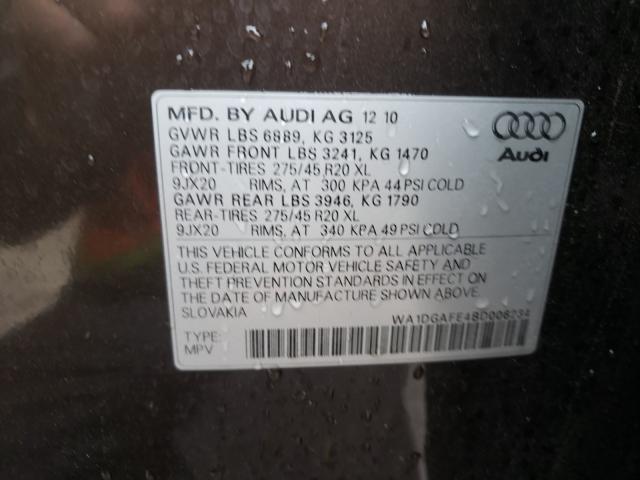 MFD. BY AUDI AG 12 10
GVWR LBS 6889, KG 3125
GAWR FRONT LBS 3241, KG 1470
FRONT-TIRES 275/45 R20 XL
9JX20 RIMS, AT 300 KPA 44 PSI COLD
GAWR REAR LBS 3946, KG 1790
REAR-TIRES 275/45 R20 XL
9JX20 RIMS, AT 340 KPA 49 PSI COLD
Audi
THIS VEHICLE CONFORMS TO ALL APPLICABLE
U.S. FEDERAL MOTOR VEHICLE SAFETY AND
THEFT PREVENTION STANDARDS IN EFFECT ON
THE DATE OF MANUFACTURE SHOWN ABOVE
SLOVAKIA
WA1DGAFE4BD006234
TYPE:
MPV